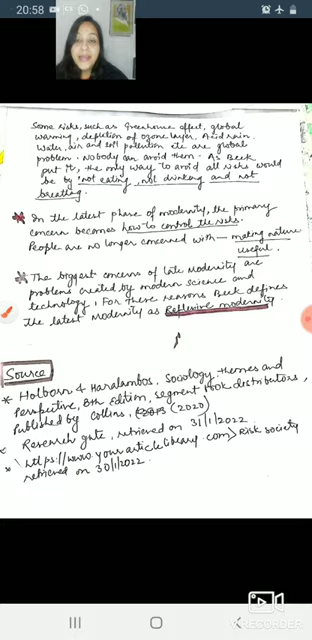 20:58
51%
Some risks, such as Greenhouse effect, global
warming, depletion of ozone layer, Acid rain.
Water, air and soil pollution etc are global
problem. Nobody can avoid them. As Beck
put it, the only way to avoid all risks would
be by not eating, not drinking and not
breathing.
In the latest phase of modernity, the primary
concern becomes how to control the risks.
People are no longer concerned with — making nature
useful.
The biggest concerns of late modernity are
problems created by modern science and
technology. For these reasons Beck defines
the latest Modernity as Reflexive modernity.
Source
* Holborn & Haralambos, Sociology themes and
Perspective, 8th Edition, segment Book distributors,
Published by Collins, (2020)
Research gate, retrieved on 31/1/2022
* https://www.yourarticlelibrary.com> Risk society
retrieved on 30/1/2022.
VRECORDER